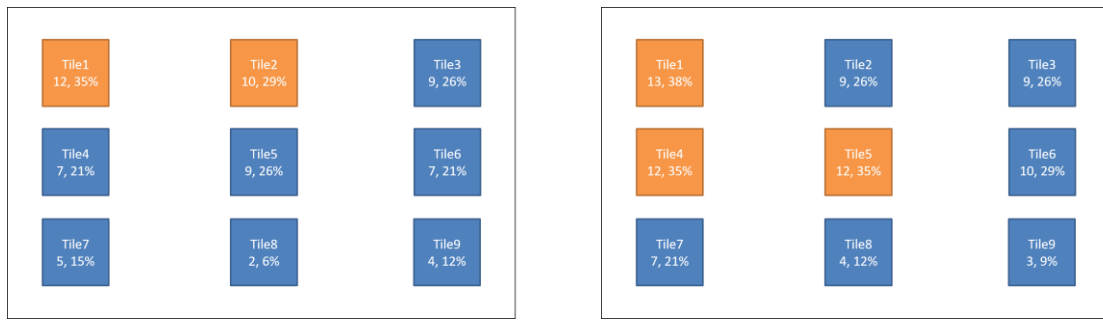 Tile1
12, 35%
Tile2
10, 29%
Tile3
9, 26%
Tile4
7, 21%
Tile5
9, 26%
Tile6
7, 21%
Tile7
5, 15%
Tile8
2, 6%
Tile9
4, 12%
Tile1
13, 38%
Tile2
9, 26%
Tile3
9, 26%
Tile4
12, 35%
Tile5
12, 35%
Tile6
10, 29%
Tile7
7, 21%
Tile8
4, 12%
Tile9
3, 9%